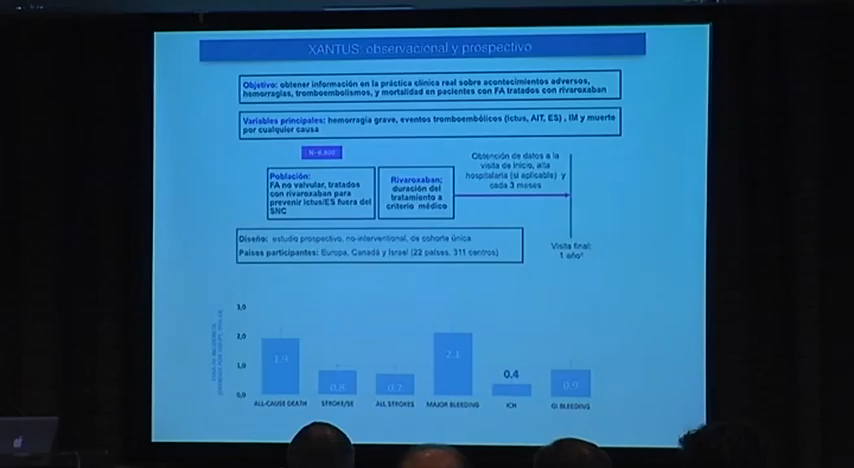 XANTUS: observacional y prospectivo
Objetivo: obtener información en la práctica clínica real sobre acontecimientos adversos,
hemorragias, tromboembolismos, y mortalidad en pacientes con FA tratados con rivaroxaban
Variables principales: hemorragia grave, eventos tromboembólicos (ictus, AIT, ES) , IM y muerte
por cualquier causa
Población:
FA no valvular, tratados
con rivaroxaban para
prevenir ictus/ES fuera del
SNC
Rivaroxaban;
duración del
tratamiento a
criterio médico
Obtención de datos a la
visita de inicio, alta
hospitalaria (si aplicable) y
cada 3 meses
Visita final:
1 año
Diseño: estudio prospectivo, no-intervencional, de cohorte única
Países participantes: Europa, Canadá y Israel (22 países, 311 centros)
3,0
2,0
1,0
0,0
1.9
0.8
0.7
2.1
0.4
0.9
ALL-CAUSE DEATH
STROKE/SE
ALL STROKES
MAJOR BLEEDING
ICH
GI BLEEDING